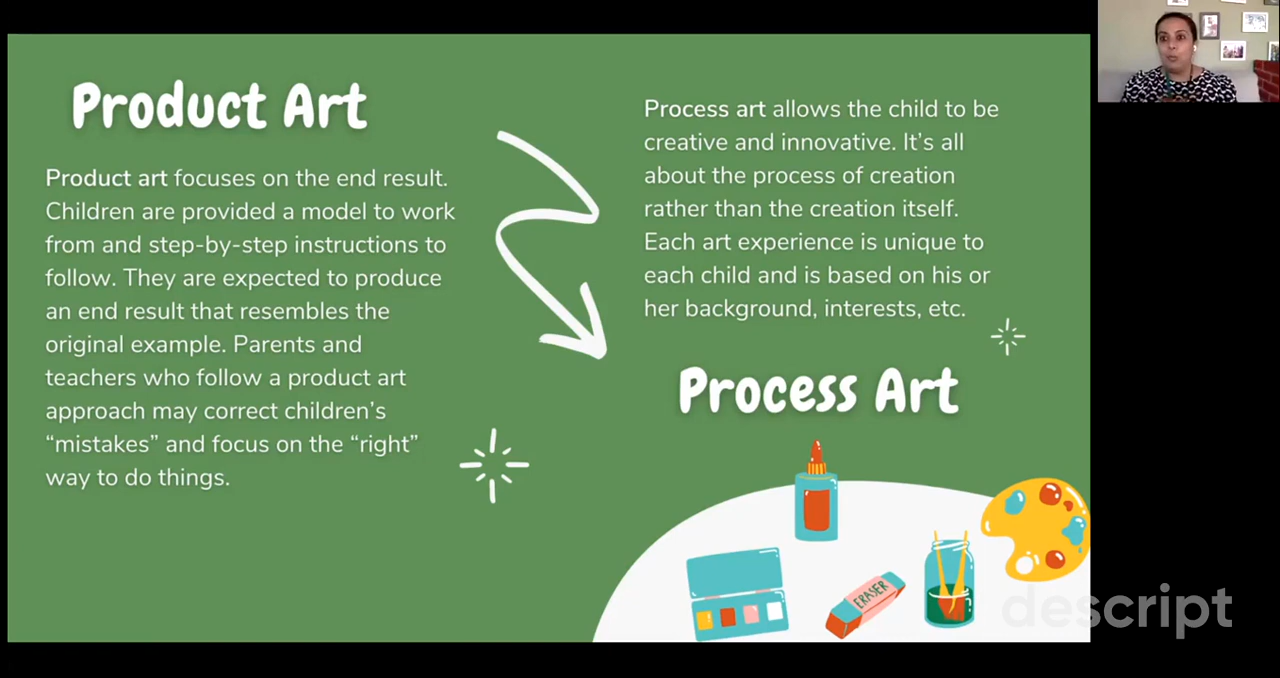 Product Art
Product art focuses on the end result.
Children are provided a model to work
from and step-by-step instructions to
follow. They are expected to produce
an end result that resembles the
original example. Parents and
teachers who follow a product art
approach may correct children’s
“mistakes” and focus on the “right”
way to do things.
Process art allows the child to be
creative and innovative. It’s all
about the process of creation
rather than the creation itself.
Each art experience is unique to
each child and is based on his or
her background, interests, etc.
Process Art
ERASER
descript